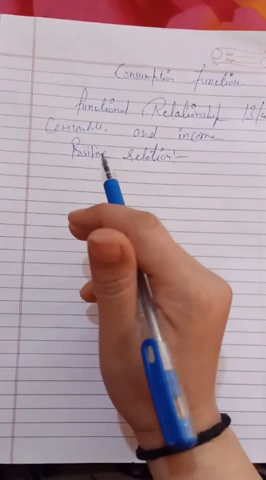 Consumption function
functional Relationship B/w
Consumption and income
Positive relation